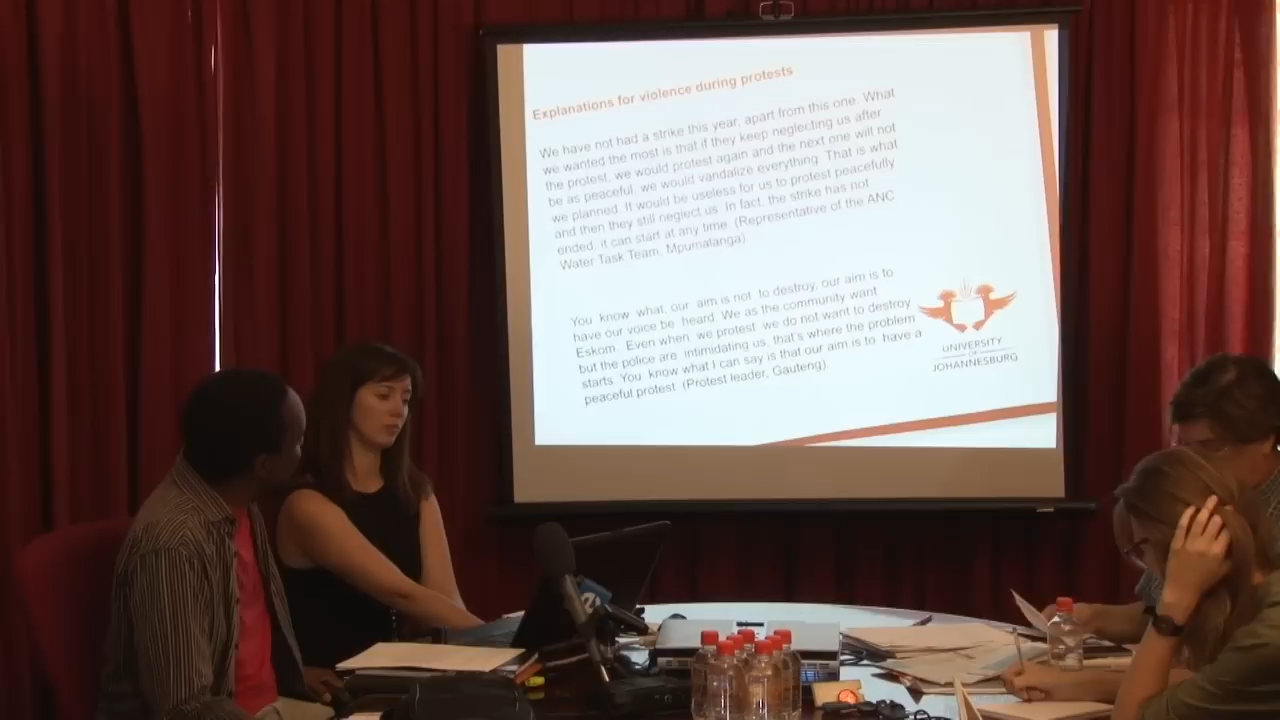 Explanations for violence during protests
We have not had a strike this year, apart from this one. What
we wanted the most is that if they keep neglecting us after
the protest, we would protest again and the next one will not
be as peaceful, we would vandalize everything. That is what
we planned. It would be useless for us to protest peacefully
and then they still neglect us. In fact, the strike has not
ended, it can start at any time. (Representative of the ANC
Water Task Team, Mpumalanga)
You know what, our aim is not to destroy, our aim is to
have our voice be heard. We as the community want
Eskom. Even when we protest we do not want to destroy
but the police are intimidating us, that's where the problem
starts. You know what I can say is that our aim is to have a
peaceful protest. (Protest leader, Gauteng)
UNIVERSITY
OF
JOHANNESBURG